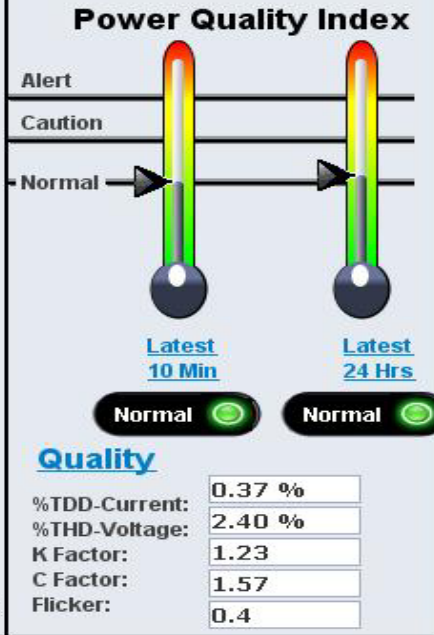 Power Quality Index
Alert
Caution
Normal
Latest Latest
10 Min 24 Hrs
Normal Normal
Quality
%TDD-Current: 0.37 %
%THD-Voltage: 2.40 %
K Factor: 1.23
C Factor: 1.57
Flicker: 0.4